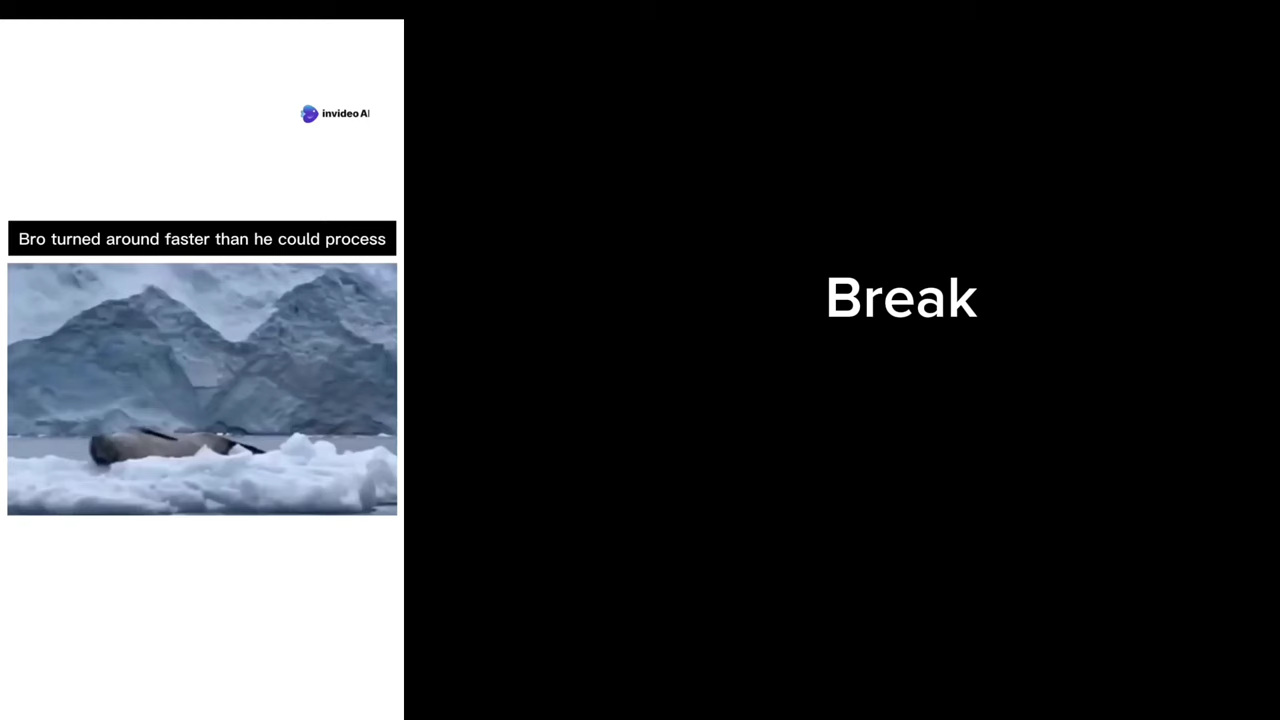 invideo AI
Bro turned around faster than he could process
Break